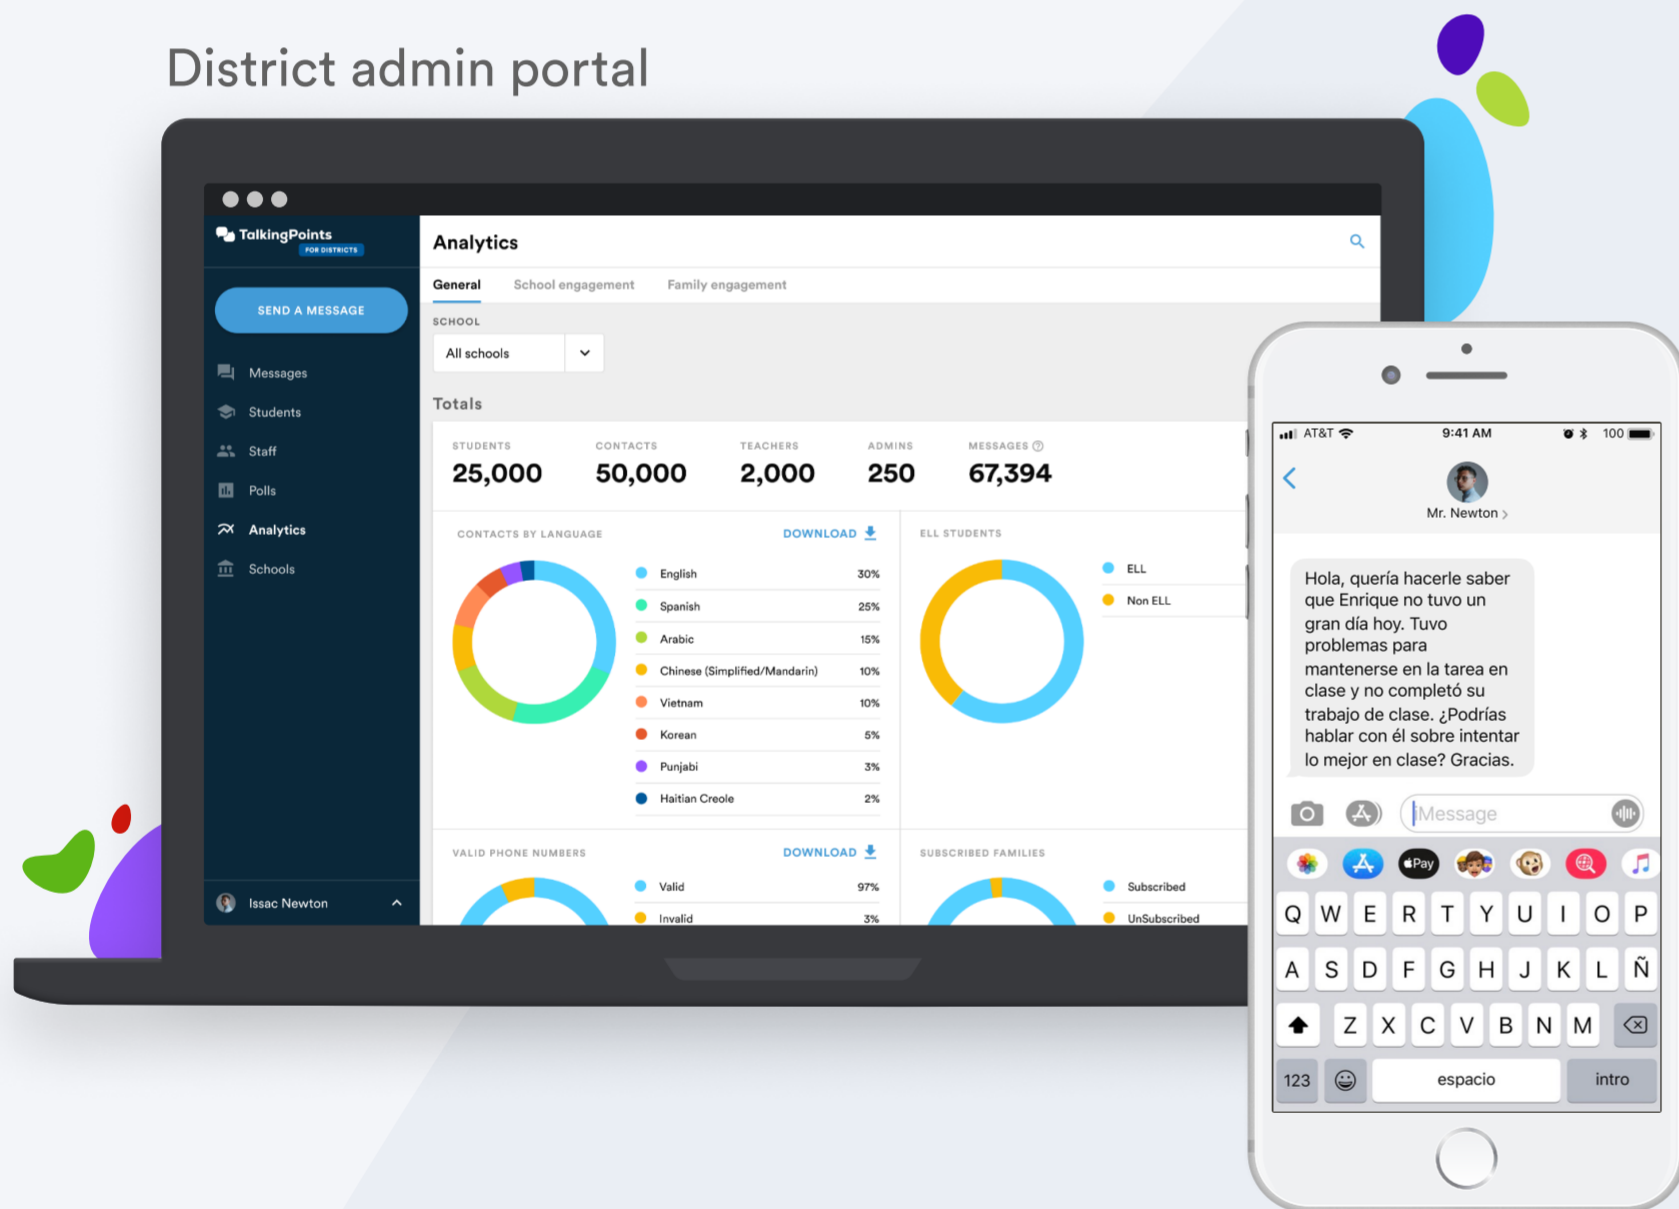 District admin portal
TalkingPoints
FOR DISTRICTS
SEND A MESSAGE
Messages
Students
Staff
Polls
Analytics
Schools
Issac Newton
Analytics
General School engagement Family engagement
SCHOOL
All schools
Totals
STUDENTS CONTACTS TEACHERS ADMINS MESSAGES
25,000 50,000 2,000 250 67,394
CONTACTS BY LANGUAGE DOWNLOAD
English 30%
Spanish 25%
Arabic 15%
Chinese (Simplified/Mandarin) 10%
Vietnam 10%
Korean 5%
Punjabi 3%
Haitian Creole 2%
ELL STUDENTS
ELL
Non ELL
VALID PHONE NUMBERS DOWNLOAD
Valid 97%
Invalid 3%
SUBSCRIBED FAMILIES
Subscribed
UnSubscribed
AT&T 9:41 AM 100
Mr. Newton
Hola, quería hacerle saber
que Enrique no tuvo un
gran día hoy. Tuvo
problemas para
mantenerse en la tarea en
clase y no completó su
trabajo de clase. ¿Podrías
hablar con él sobre intentar
lo mejor en clase? Gracias.
iMessage
Pay
Q W E R T Y U I O P
A S D F G H J K L Ñ
Z X C V B N M
123 espacio intro